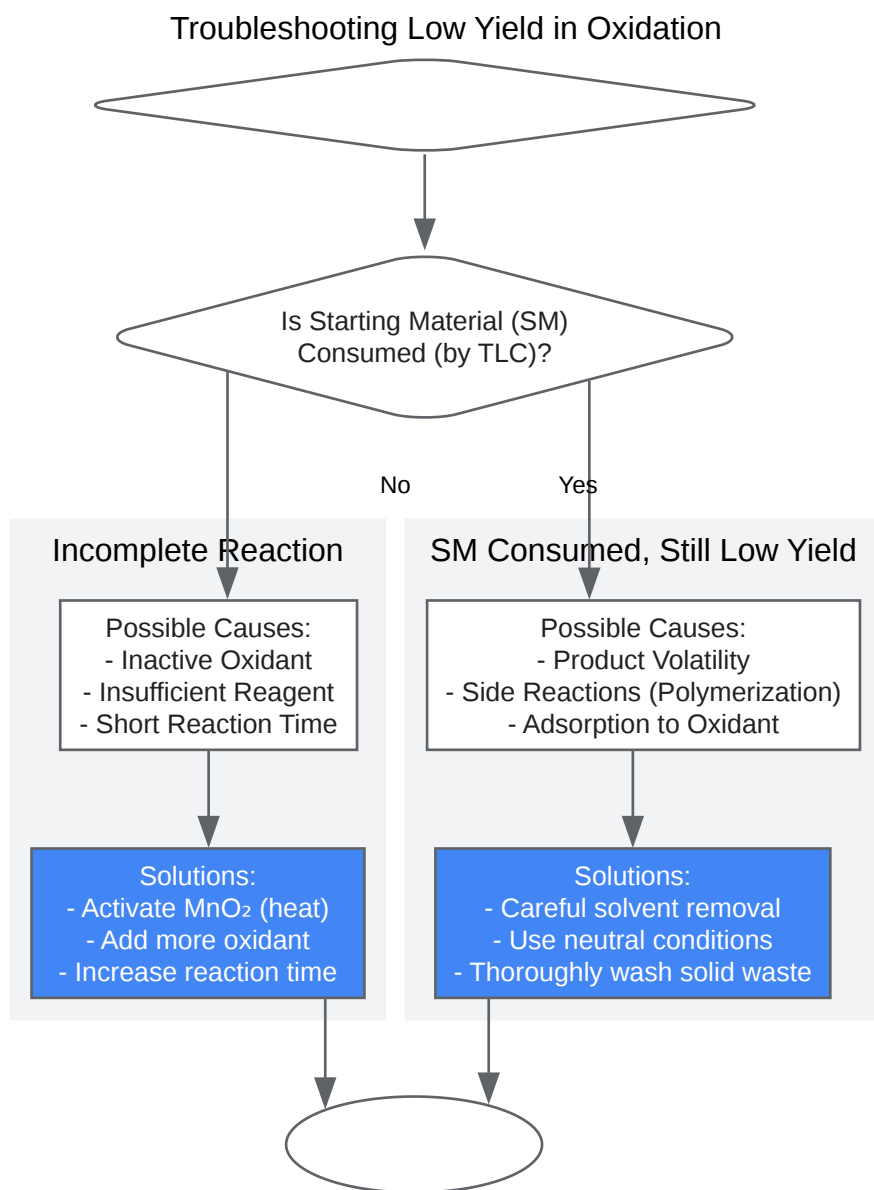 Troubleshooting Low Yield in Oxidation
Is Starting Material (SM)
Consumed (by TLC)?
No
Yes
Incomplete Reaction
Possible Causes:
- Inactive Oxidant
- Insufficient Reagent
- Short Reaction Time
Solutions:
- Activate MnO₂ (heat)
- Add more oxidant
- Increase reaction time
SM Consumed, Still Low Yield
Possible Causes:
- Product Volatility
- Side Reactions (Polymerization)
- Adsorption to Oxidant
Solutions:
- Careful solvent removal
- Use neutral conditions
- Thoroughly wash solid waste